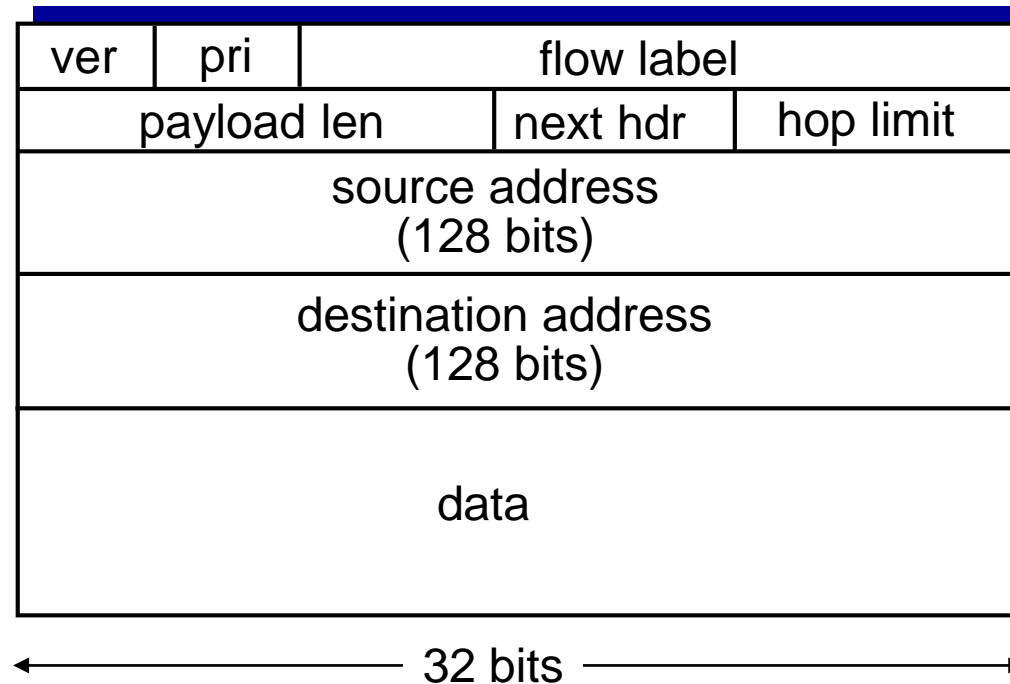 ver pri flow label
payload len next hdr hop limit
source address
(128 bits)
destination address
(128 bits)
data
32 bits